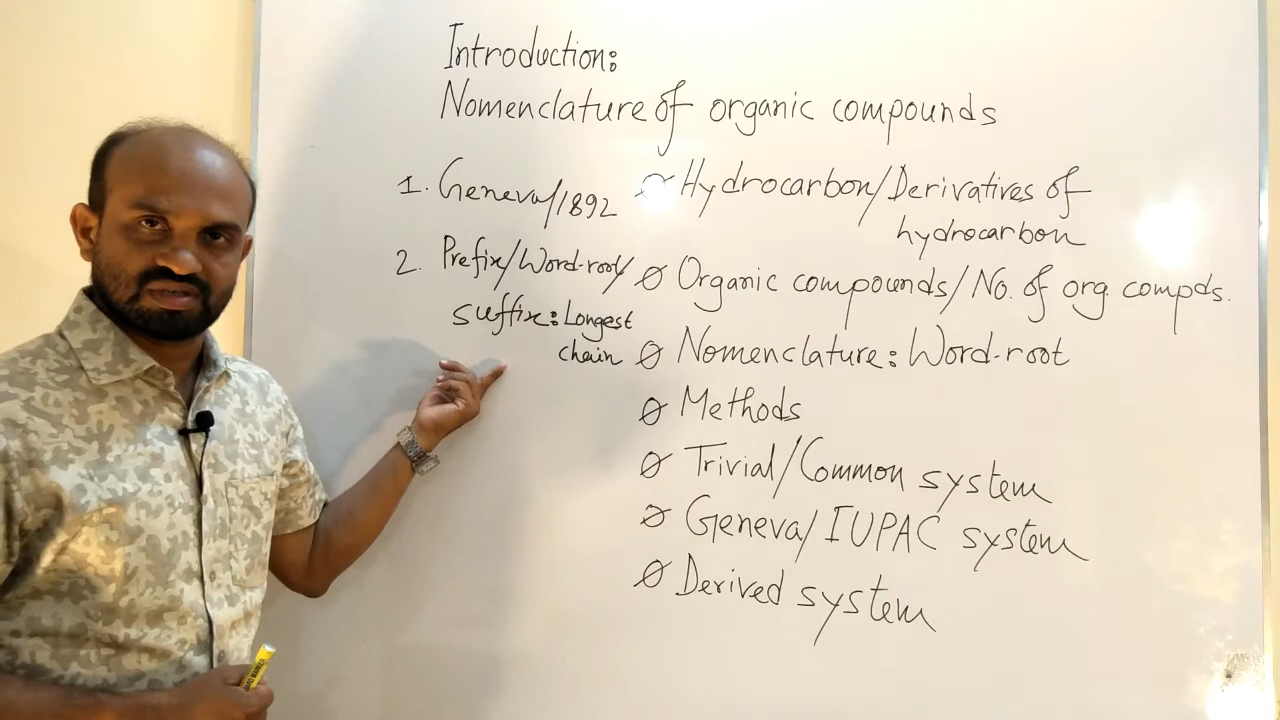 Introduction:
Nomenclature of organic compounds
1. Geneva/1892
2. Prefix/Word-root/
suffix: Longest
chain
Hydrocarbon/Derivatives of
hydrocarbon
Organic compounds/No. of org. compds.
Nomenclature: Word-root
Methods
Trivial/Common system
Geneva/IUPAC system
Derived system